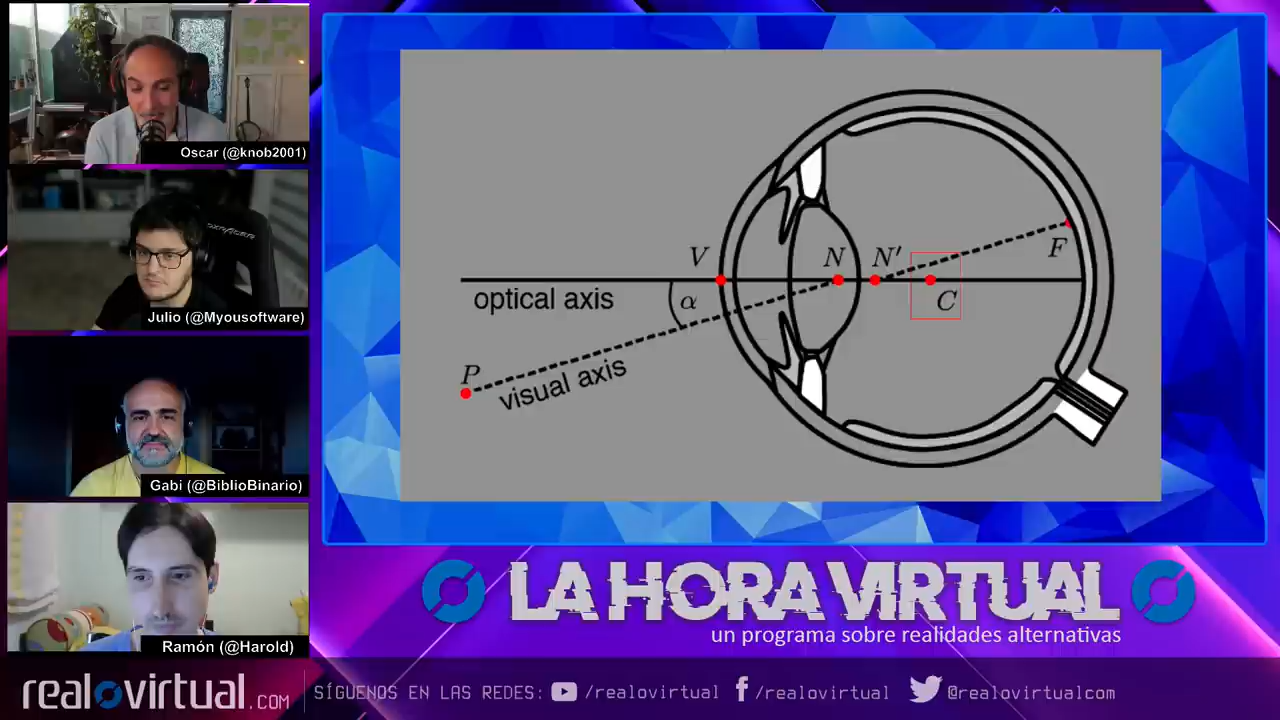 Oscar (@knob2001)
Julio (@Myousoftware)
Gabi (@BiblioBinario)
Ramón (@Harold)
V
N
N′
F
optical axis
α
C
P
visual axis
LA HORA VIRTUAL
un programa sobre realidades alternativas
realovirtual.COM
SÍGUENOS EN LAS REDES:
/realovirtual
/realovirtual
@realovirtualcom